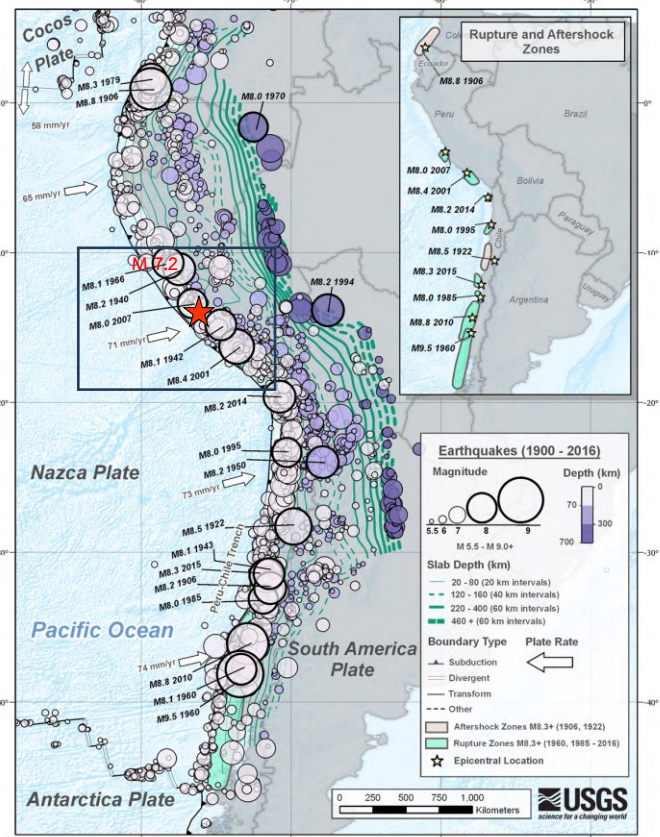 Cocos
Plate
M8.3 1979
M8.8 1906
58 mm/yr
65 mm/yr
M8.0 1970
M 7.2
M8.1 1966
M8.2 1940
M8.0 2007
71 mm/yr
M8.1 1942
M8.4 2001
M8.2 1994
M8.2 2014
M8.0 1995
M8.2 1950
Nazca Plate
73 mm/yr
M8.5 1922
M8.1 1943
M8.3 2015
M8.2 1906
M8.0 1985
Peru-Chile Trench
Pacific Ocean
74 mm/yr
M8.8 2010
M8.1 1960
M9.5 1960
South America
Plate
Antarctica Plate
0°
10°
20°
30°
40°
Rupture and Aftershock
Zones
Ecuador
M8.8 1906
Peru
Brazil
M8.0 2007
M8.4 2001
Bolivia
M8.2 2014
M8.0 1995
Paraguay
Chile
M8.5 1922
M8.3 2015
M8.0 1985
Argentina
Uruguay
M8.8 2010
M9.5 1960
Earthquakes (1900 - 2016)
Magnitude
5.5 6 7 8 9
M 5.5 - M 9.0+
Depth (km)
0
70
300
700
Slab Depth (km)
20 - 80 (20 km intervals)
120 - 160 (40 km intervals)
220 - 400 (60 km intervals)
460 + (60 km intervals)
Boundary Type
Plate Rate
Subduction
Divergent
Transform
Other
Aftershock Zones M8.3+ (1906, 1922)
Rupture Zones M8.3+ (1960, 1985 - 2016)
Epicentral Location
0 250 500 750 1,000
Kilometers
USGS
science for a changing world